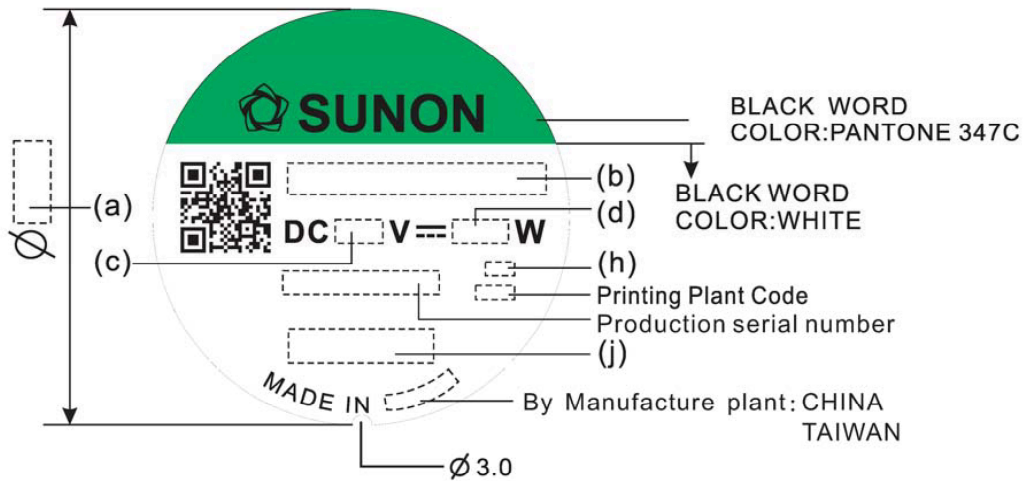 SUNON
BLACK WORD
COLOR:PANTONE 347C
(a)
Ø
(b)
BLACK WORD
COLOR:WHITE
(d)
DC V⎓ W
(c)
(h)
Printing Plant Code
Production serial number
(j)
MADE IN
By Manufacture plant: CHINA
TAIWAN
Ø 3.0